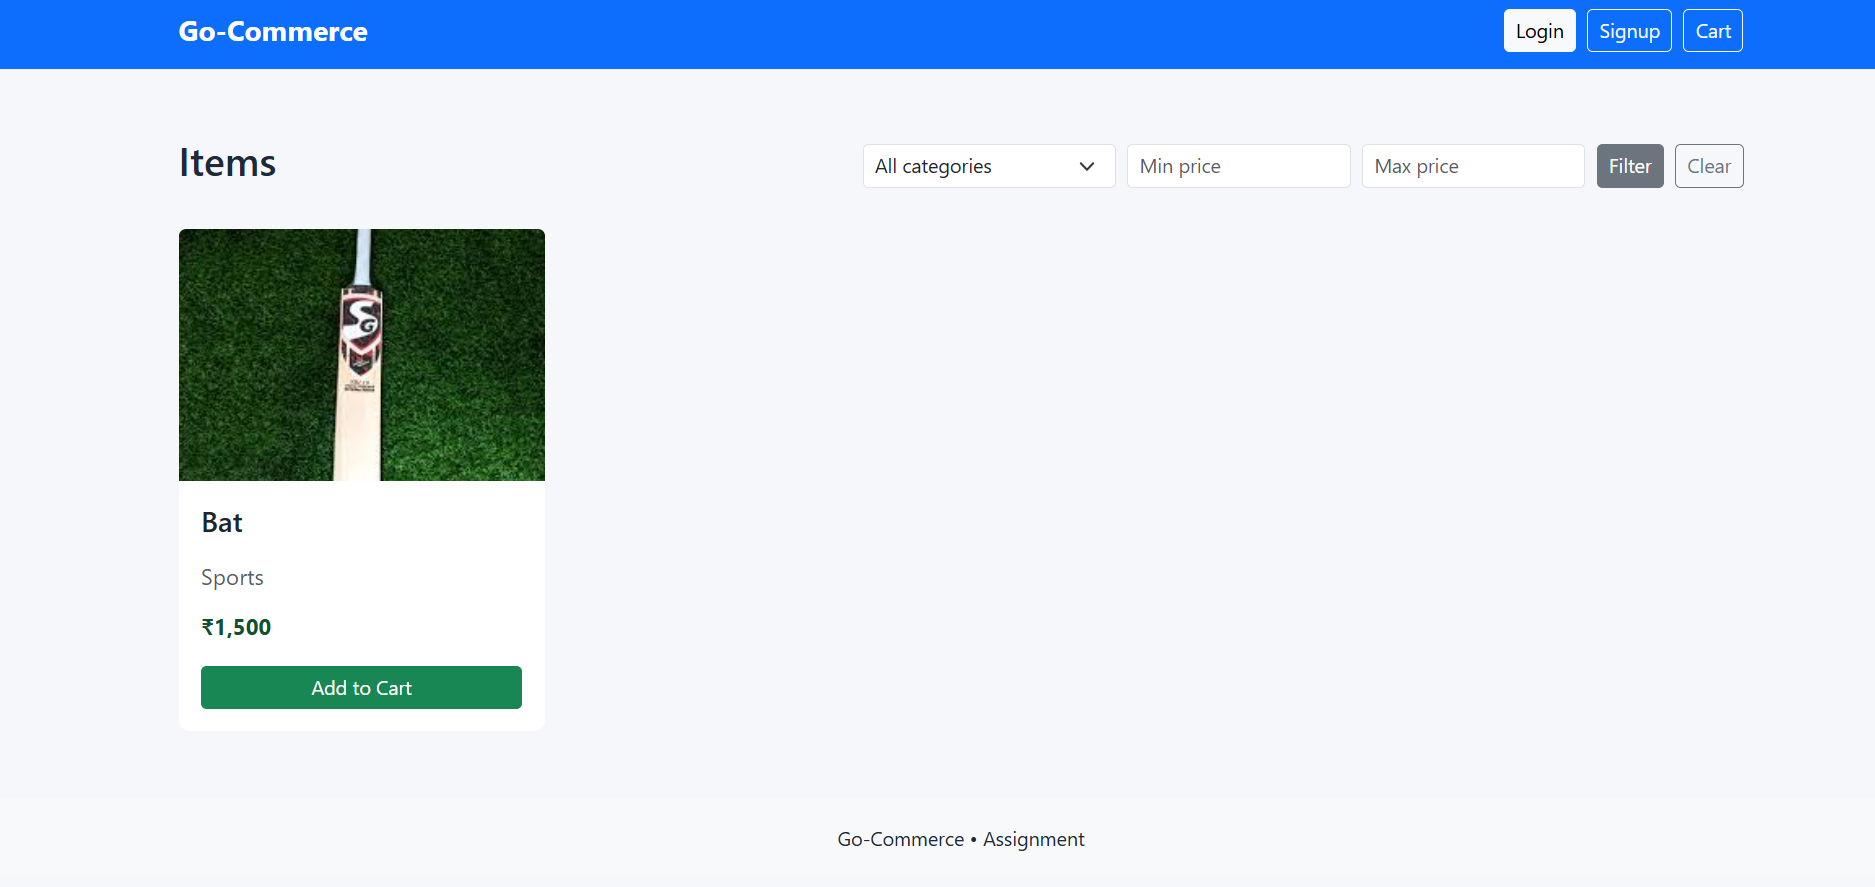 Go-Commerce
Login Signup Cart
Items
All categories Min price Max price Filter Clear
SG
Bat
Sports
₹1,500
Add to Cart
Go-Commerce • Assignment